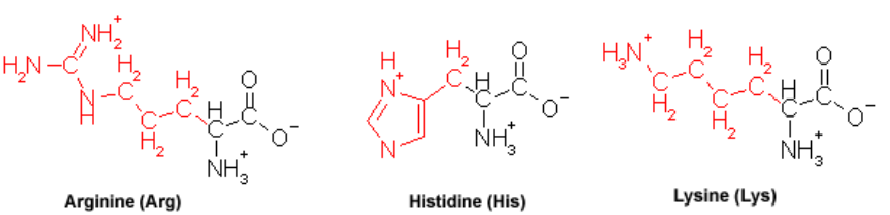 NH₂⁺
H₂N
C
N
H
H₂
C
C
H₂
H₂
C
H
C
C
O
O⁻
NH₃⁺
Arginine (Arg)
H
N⁺
N
H₂
C
H
C
C
O
O⁻
NH₃⁺
Histidine (His)
H₃N⁺
C
H₂
H₂
C
C
H₂
H₂
C
H
C
C
O
O⁻
NH₃⁺
Lysine (Lys)